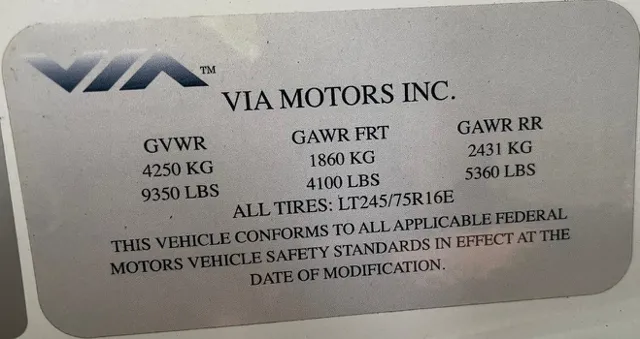 VIA™
VIA MOTORS INC.
GVWR GAWR FRT GAWR RR
4250 KG 1860 KG 2431 KG
9350 LBS 4100 LBS 5360 LBS
ALL TIRES: LT245/75R16E
THIS VEHICLE CONFORMS TO ALL APPLICABLE FEDERAL
MOTORS VEHICLE SAFETY STANDARDS IN EFFECT AT THE
DATE OF MODIFICATION.